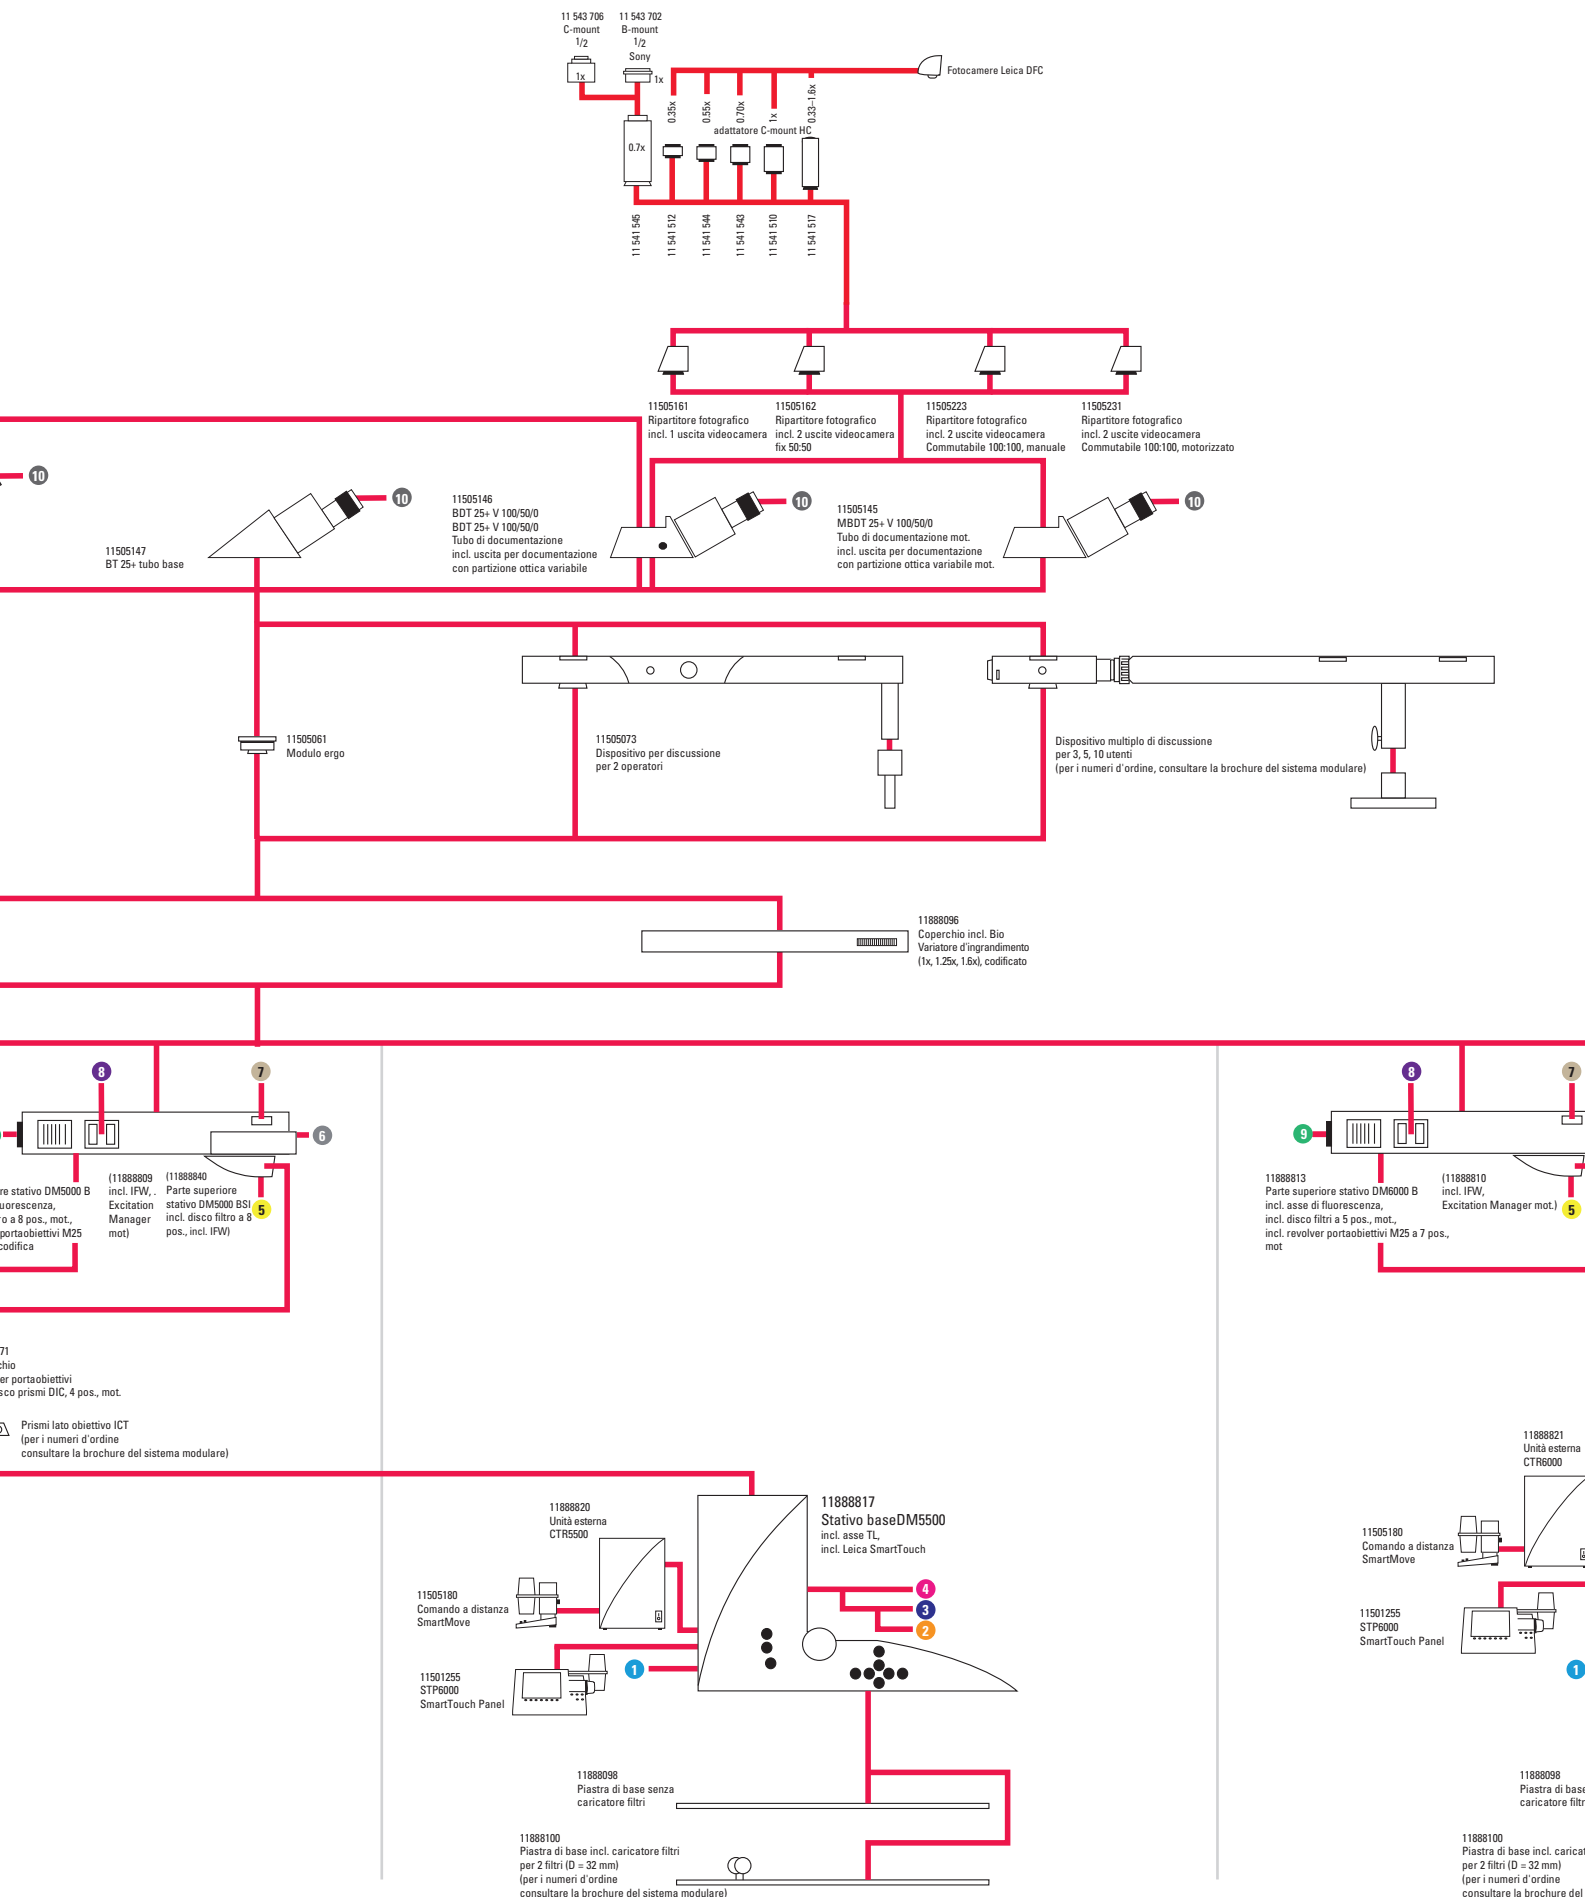 11 543 706
C-mount
1/2
11 543 702
B-mount
1/2
Sony
1x
1x
Fotocamere Leica DFC
0.35x
0.55x
0.70x
1x
0.33–1.6x
adattatore C-mount HC
0.7x
11 541 545
11 541 512
11 541 544
11 541 543
11 541 510
11 541 517
11505161
Ripartitore fotografico
incl. 1 uscita videocamera
11505162
Ripartitore fotografico
incl. 2 uscite videocamera
fix 50:50
11505223
Ripartitore fotografico
incl. 2 uscite videocamera
Commutabile 100:100, manuale
11505231
Ripartitore fotografico
incl. 2 uscite videocamera
Commutabile 100:100, motorizzato
10
10
10
10
11505147
BT 25+ tubo base
11505146
BDT 25+ V 100/50/0
BDT 25+ V 100/50/0
Tubo di documentazione
incl. uscita per documentazione
con partizione ottica variabile
11505145
MBDT 25+ V 100/50/0
Tubo di documentazione mot.
incl. uscita per documentazione
con partizione ottica variabile mot.
11505061
Modulo ergo
11505073
Dispositivo per discussione
per 2 operatori
Dispositivo multiplo di discussione
per 3, 5, 10 utenti
(per i numeri d'ordine, consultare la brochure del sistema modulare)
11888096
Coperchio incl. Bio
Variatore d'ingrandimento
(1x, 1.25x, 1.6x), codificato
8
7
6
5
re stativo DM5000 B
uorescenza,
ro a 8 pos., mot.,
portaobiettivi M25
codifica
(11888809
incl. IFW, .
Excitation
Manager
mot)
(11888840
Parte superiore
stativo DM5000 BSI
incl. disco filtro a 8
pos., incl. IFW)
8
7
9
5
11888813
Parte superiore stativo DM6000 B
incl. asse di fluorescenza,
incl. disco filtri a 5 pos., mot.,
incl. revolver portaobiettivi M25 a 7 pos.,
mot
(11888810
incl. IFW,
Excitation Manager mot.)
71
chio
er portaobiettivi
sco prismi DIC, 4 pos., mot.
Prismi lato obiettivo ICT
(per i numeri d'ordine
consultare la brochure del sistema modulare)
11888820
Unità esterna
CTR5500
11888817
Stativo baseDM5500
incl. asse TL,
incl. Leica SmartTouch
11505180
Comando a distanza
SmartMove
11501255
STP6000
SmartTouch Panel
4
3
2
1
11888098
Piastra di base senza
caricatore filtri
11888100
Piastra di base incl. caricatore filtri
per 2 filtri (D = 32 mm)
(per i numeri d'ordine
consultare la brochure del sistema modulare)
11888821
Unità esterna
CTR6000
11505180
Comando a distanza
SmartMove
11501255
STP6000
SmartTouch Panel
1
11888098
Piastra di base
caricatore filtr
11888100
Piastra di base incl. caricat
per 2 filtri (D = 32 mm)
(per i numeri d'ordine
consultare la brochure del